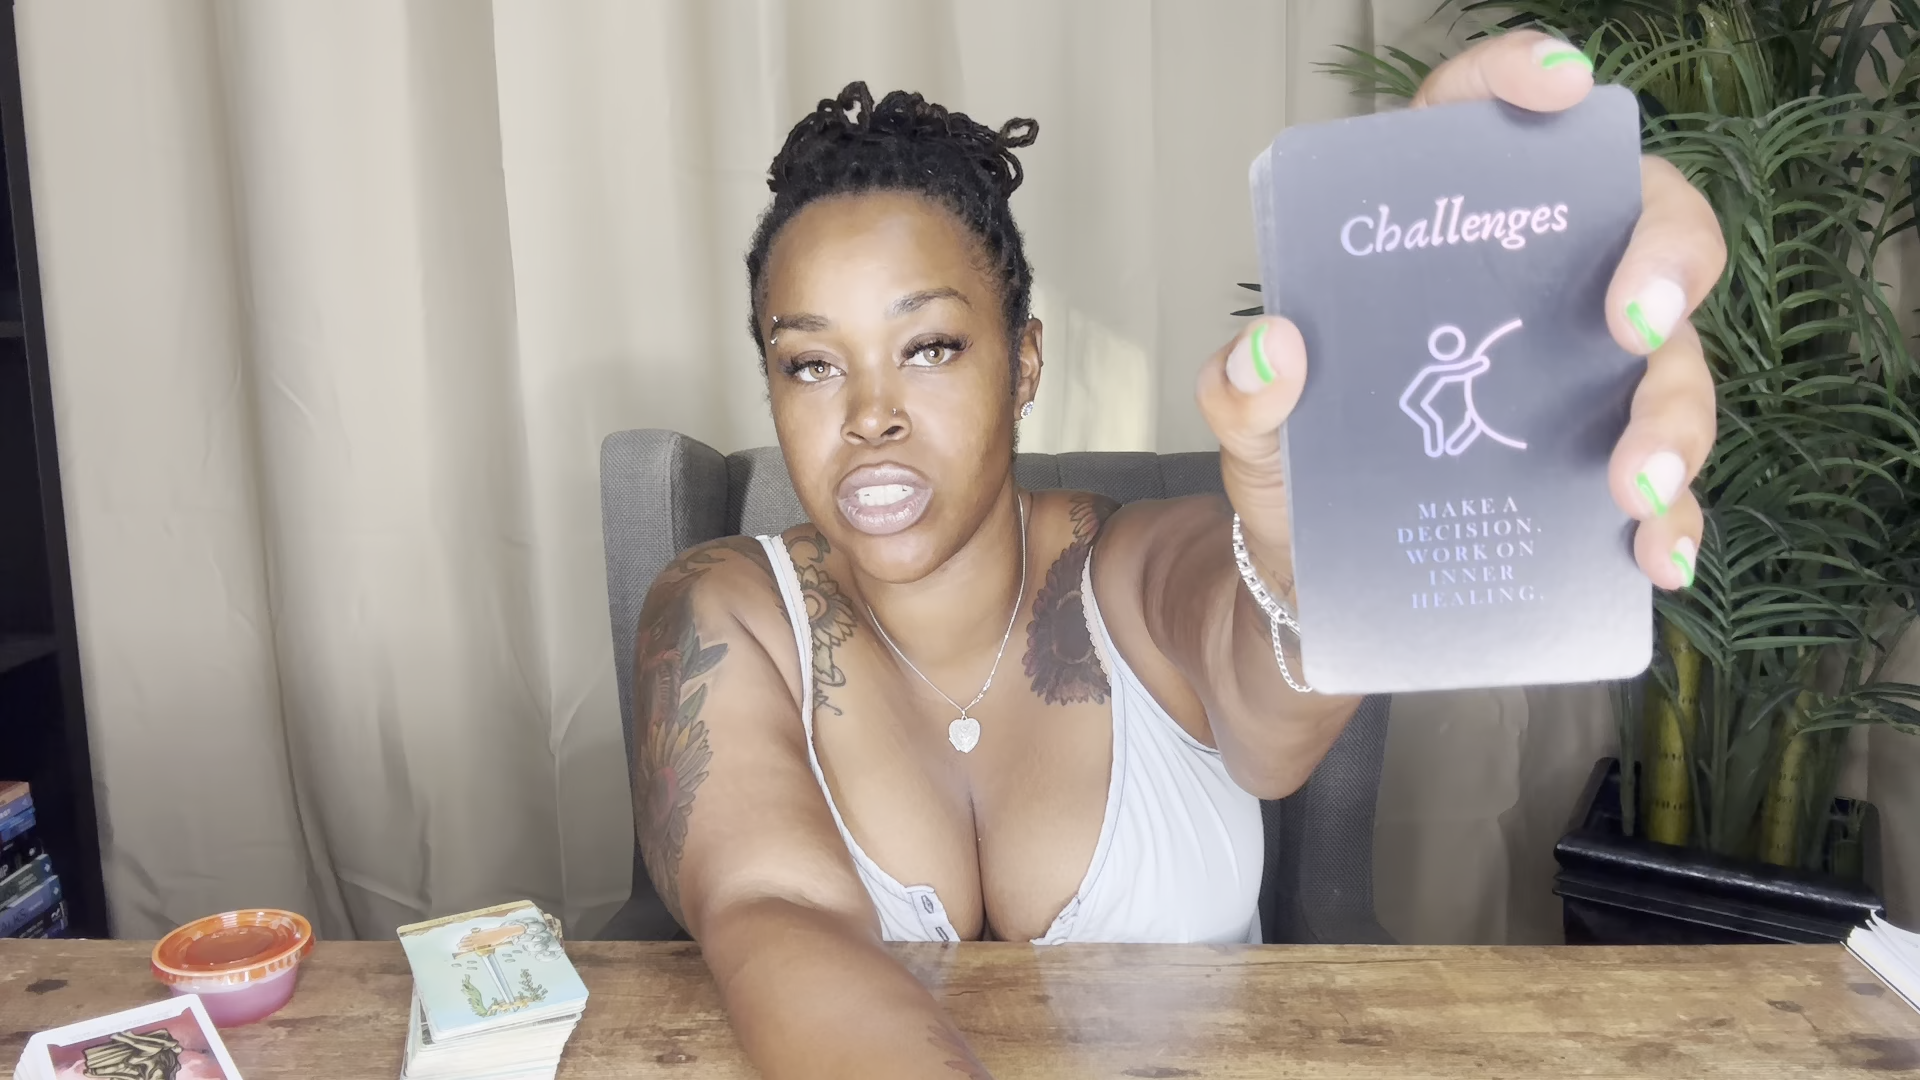 Challenges
MAKE A
DECISION.
WORK ON
INNER
HEALING.